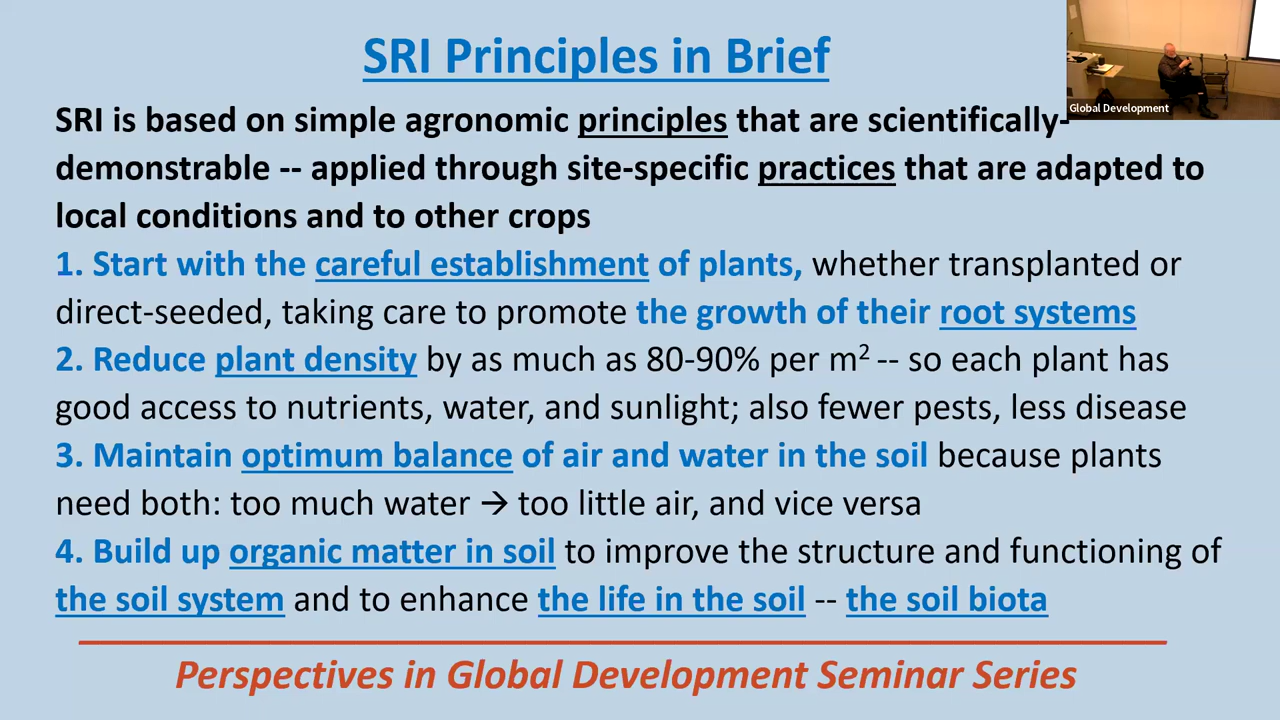 SRI Principles in Brief
Global Development
SRI is based on simple agronomic principles that are scientifically-
demonstrable -- applied through site-specific practices that are adapted to
local conditions and to other crops
1. Start with the careful establishment of plants, whether transplanted or
direct-seeded, taking care to promote the growth of their root systems
2. Reduce plant density by as much as 80-90% per m² -- so each plant has
good access to nutrients, water, and sunlight; also fewer pests, less disease
3. Maintain optimum balance of air and water in the soil because plants
need both: too much water → too little air, and vice versa
4. Build up organic matter in soil to improve the structure and functioning of
the soil system and to enhance the life in the soil -- the soil biota
Perspectives in Global Development Seminar Series